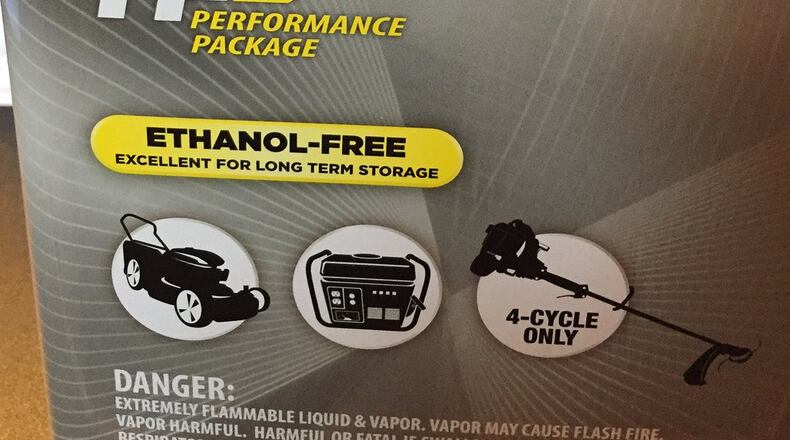 PERFORMANCE
PACKAGE
ETHANOL-FREE
EXCELLENT FOR LONG TERM STORAGE
4-CYCLE
ONLY
DANGER:
EXTREMELY FLAMMABLE LIQUID & VAPOR. VAPOR MAY CAUSE FLASH FIRE.
VAPOR HARMFUL. HARMFUL OR FATAL IF